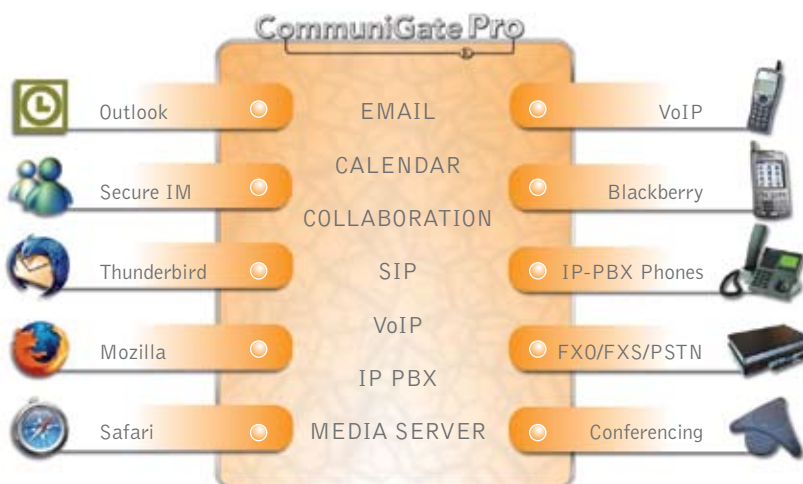 CommuniGate Pro
Outlook
EMAIL
VoIP
CALENDAR
Secure IM
Blackberry
COLLABORATION
Thunderbird
SIP
IP-PBX Phones
VoIP
Mozilla
FXO/FXS/PSTN
IP PBX
Safari
MEDIA SERVER
Conferencing